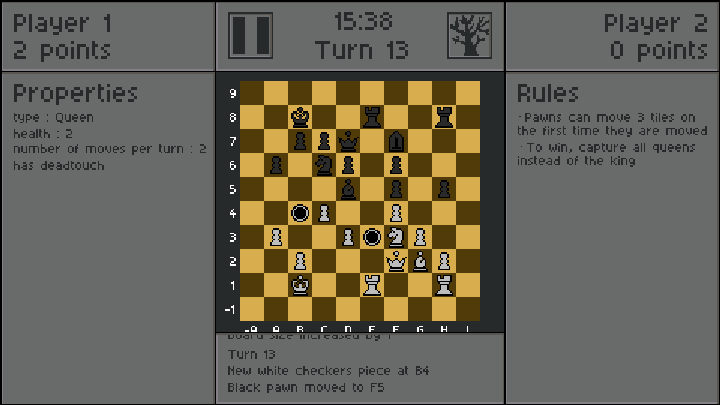 Player 1
2 points
15:38
Turn 13
Player 2
0 points
Properties
type : Queen
health : 2
number of moves per turn : 2
has deadtouch
Rules
·Pawns can move 3 tiles on
the first time they are moved
·To win, capture all queens
instead of the king
9
8
7
6
5
4
3
2
1
-1
-A A B C D E F G H I
board size increased by 1
Turn 13
New white checkers piece at B4
Black pawn moved to F5